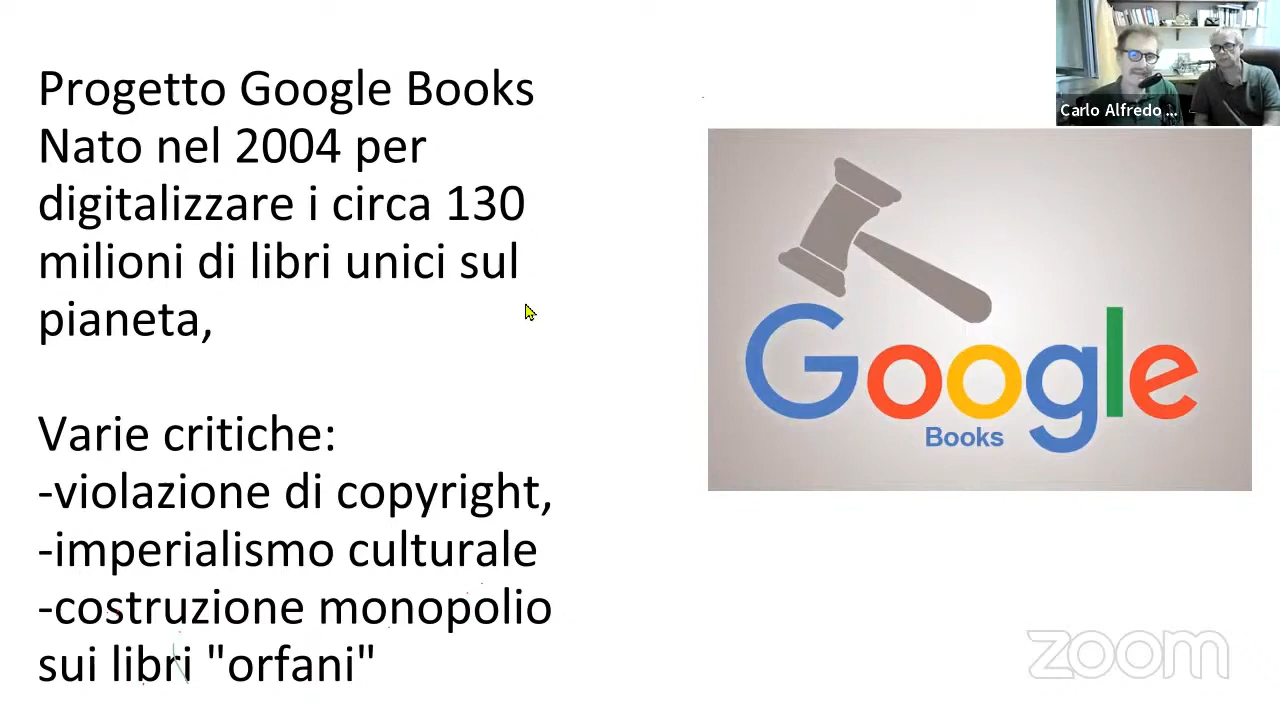 Progetto Google Books
Nato nel 2004 per
digitalizzare i circa 130
milioni di libri unici sul
pianeta,
Varie critiche:
-violazione di copyright,
-imperialismo culturale
-costruzione monopolio
sui libri "orfani"
Carlo Alfredo ...
Google
Books
zoom